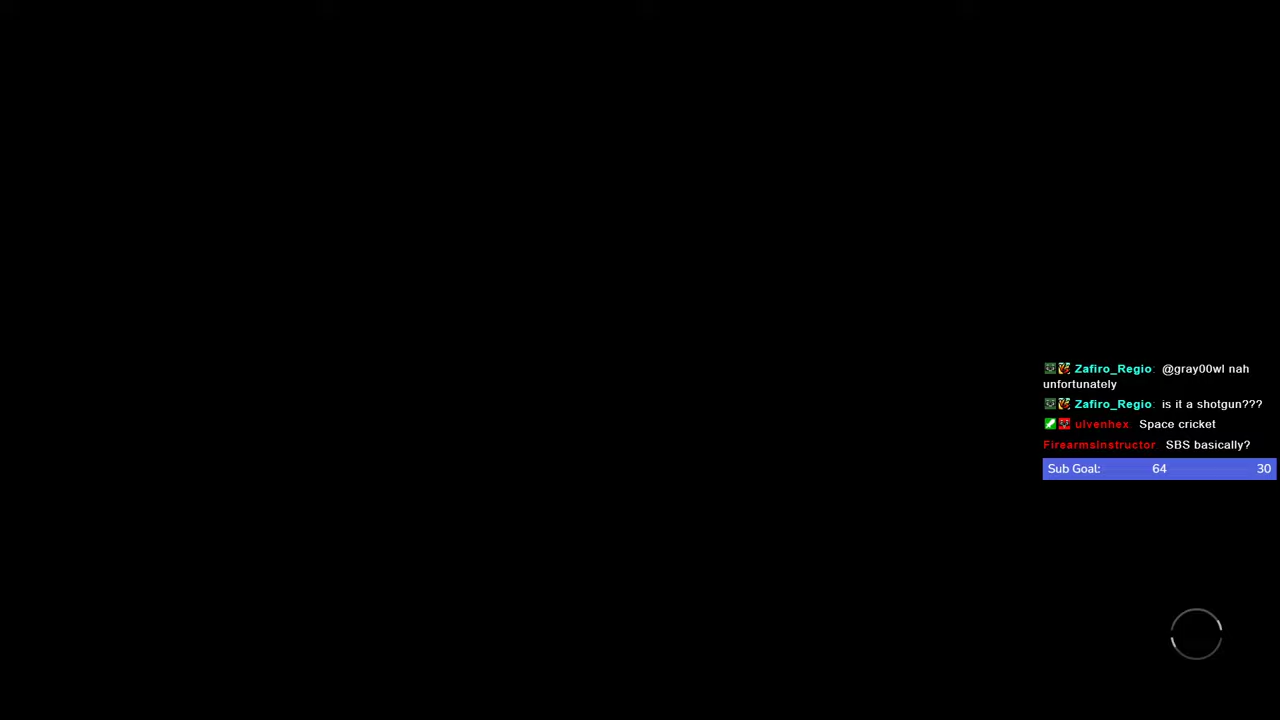 Zafiro_Regio: @gray00wl nah
unfortunately
Zafiro_Regio: is it a shotgun???
ulvenhex Space cricket
FirearmsInstructor SBS basically?
Sub Goal: 64 30